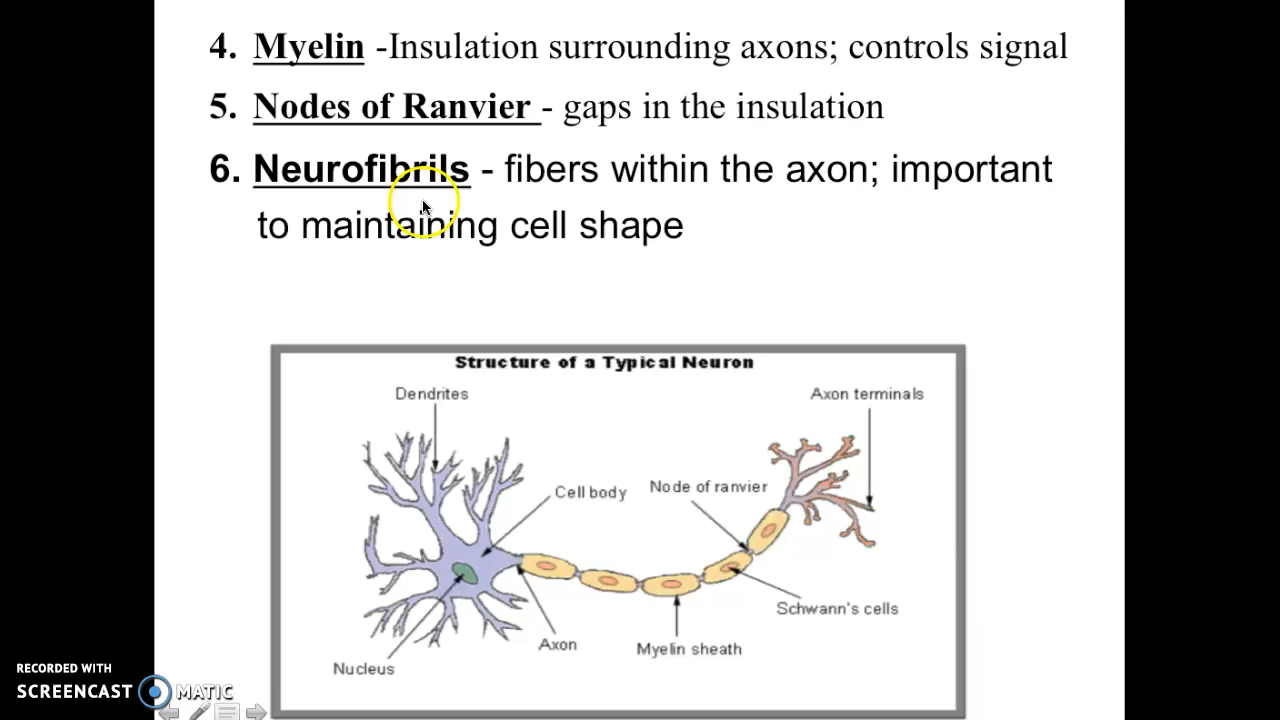 4. Myelin -Insulation surrounding axons; controls signal
5. Nodes of Ranvier - gaps in the insulation
6. Neurofibrils - fibers within the axon; important
to maintaining cell shape
Structure of a Typical Neuron
Dendrites
Axon terminals
Cell body
Node of ranvier
Schwann's cells
Axon
Myelin sheath
Nucleus
RECORDED WITH
SCREENCAST MATIC